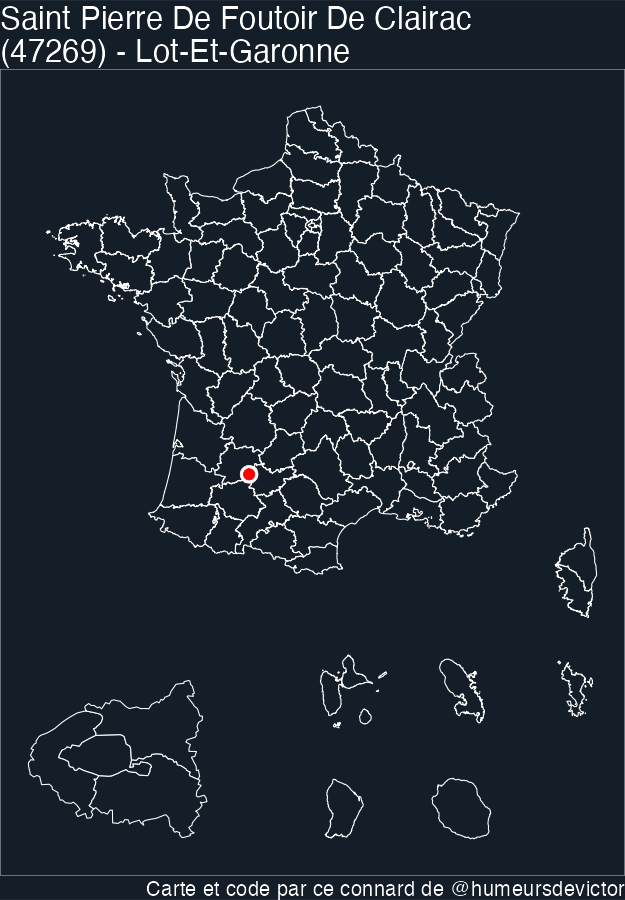 Saint Pierre De Foutoir De Clairac
(47269) - Lot-Et-Garonne
Carte et code par ce connard de @humeursdevictor